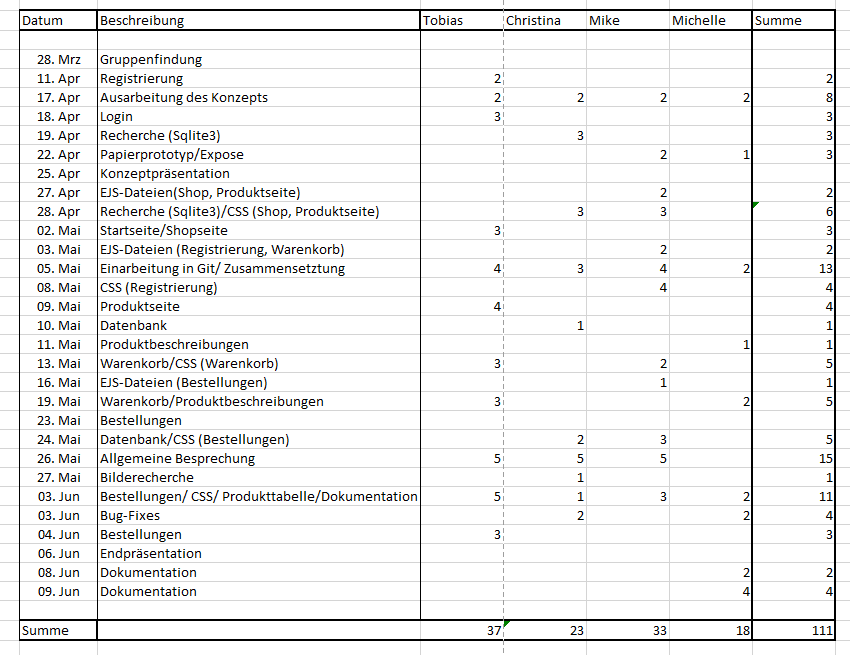 Datum Beschreibung Tobias Christina Mike Michelle Summe
28. Mrz Gruppenfindung
11. Apr Registrierung 2 2
17. Apr Ausarbeitung des Konzepts 2 2 2 2 8
18. Apr Login 3 3
19. Apr Recherche (Sqlite3) 3 3
22. Apr Papierprototyp/Expose 2 1 3
25. Apr Konzeptpräsentation
27. Apr EJS-Dateien(Shop, Produktseite) 2 2
28. Apr Recherche (Sqlite3)/CSS (Shop, Produktseite) 3 3 6
02. Mai Startseite/Shopseite 3 3
03. Mai EJS-Dateien (Registrierung, Warenkorb) 2 2
05. Mai Einarbeitung in Git/ Zusammensetztung 4 3 4 2 13
08. Mai CSS (Registrierung) 4 4
09. Mai Produktseite 4 4
10. Mai Datenbank 1 1
11. Mai Produktbeschreibungen 1 1
13. Mai Warenkorb/CSS (Warenkorb) 3 2 5
16. Mai EJS-Dateien (Bestellungen) 1 1
19. Mai Warenkorb/Produktbeschreibungen 3 2 5
23. Mai Bestellungen
24. Mai Datenbank/CSS (Bestellungen) 2 3 5
26. Mai Allgemeine Besprechung 5 5 5 15
27. Mai Bilderecherche 1 1
03. Jun Bestellungen/ CSS/ Produkttabelle/Dokumentation 5 1 3 2 11
03. Jun Bug-Fixes 2 2 4
04. Jun Bestellungen 3 3
06. Jun Endpräsentation
08. Jun Dokumentation 2 2
09. Jun Dokumentation 4 4
Summe 37 23 33 18 111